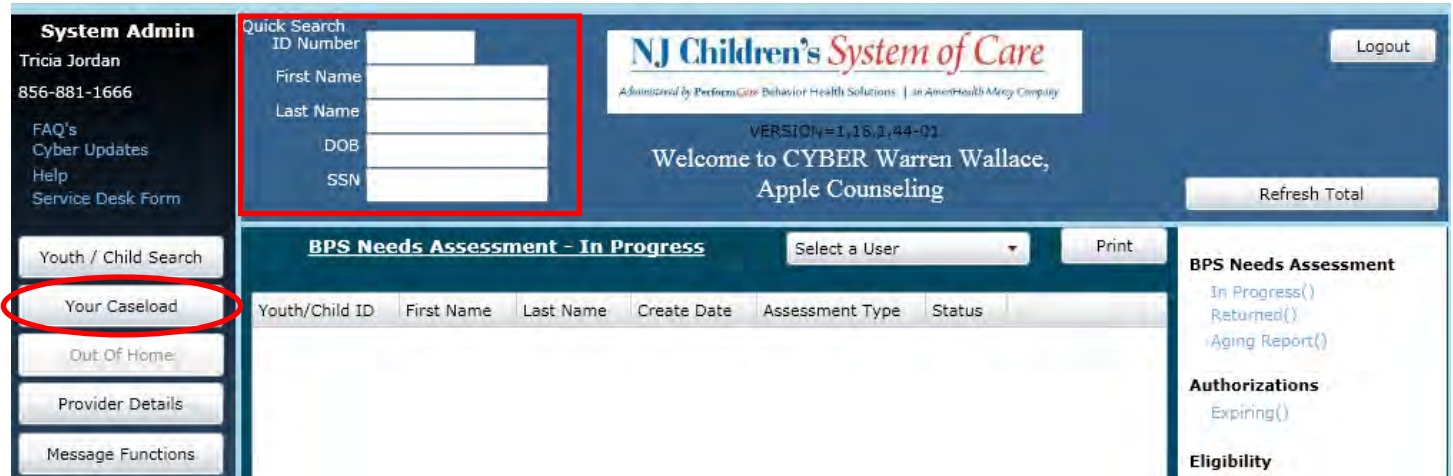 System Admin
Tricia Jordan
856-881-1666
FAQ's
Cyber Updates
Help
Service Desk Form
Youth / Child Search
Your Caseload
Out Of Home
Provider Details
Message Functions
Quick Search
ID Number
First Name
Last Name
DOB
SSN
NJ Children's System of Care
Administered by PerformCare Behavior Health Solutions | an AmeriHealth Mercy Company
VERSION=1.16.1.44-01
Welcome to CYBER Warren Wallace,
Apple Counseling
Logout
Refresh Total
BPS Needs Assessment - In Progress
Select a User
Print
Youth/Child ID First Name Last Name Create Date Assessment Type Status
BPS Needs Assessment
In Progress()
Returned()
Aging Report()
Authorizations
Expiring()
Eligibility